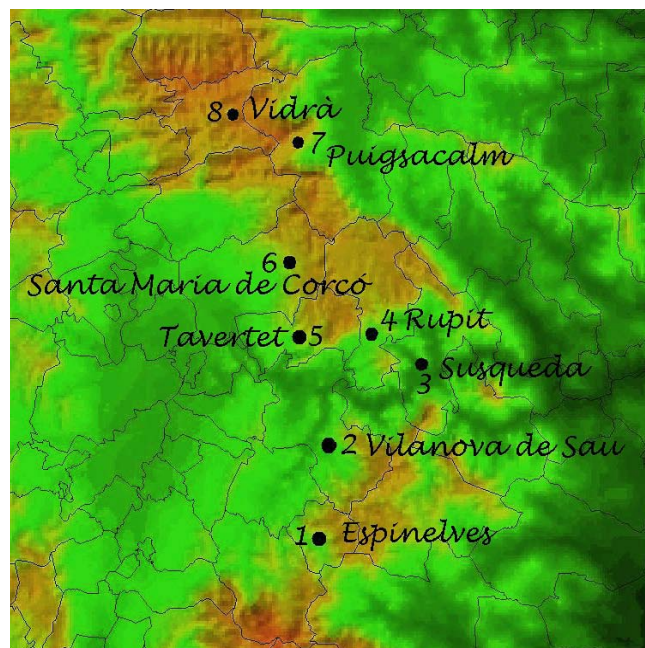 8 Vidrà
7 Puigsacalm
6 Santa Maria de Corcó
4 Rupit
Tavertet 5
3 Susqueda
2 Vilanova de Sau
1 Espinelves